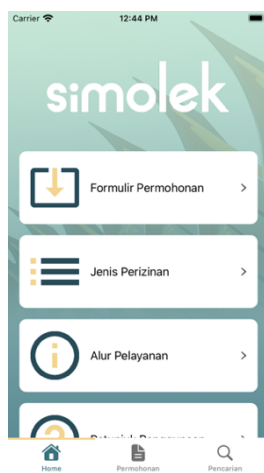 Carrier 12:44 PM
simolek
Formulir Permohonan
Jenis Perizinan
Alur Pelayanan
Home Permohonan Pencarian